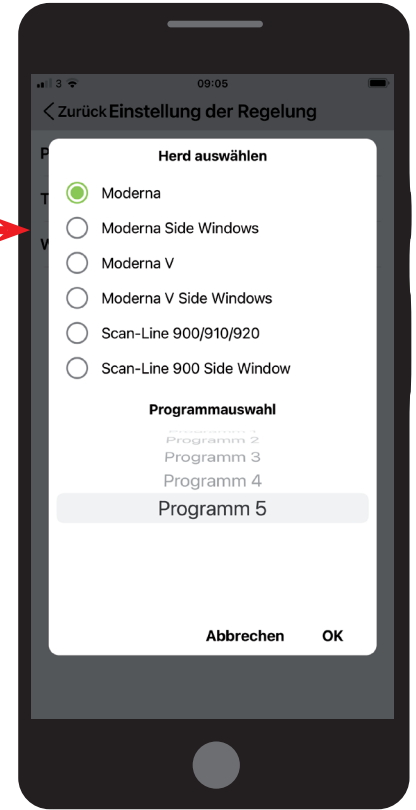 3 09:05
Zurück Einstellung der Regelung
P
Herd auswählen
T
Moderna
Moderna Side Windows
W
Moderna V
Moderna V Side Windows
Scan-Line 900/910/920
Scan-Line 900 Side Window
Programmauswahl
Programm 2
Programm 3
Programm 4
Programm 5
Abbrechen OK